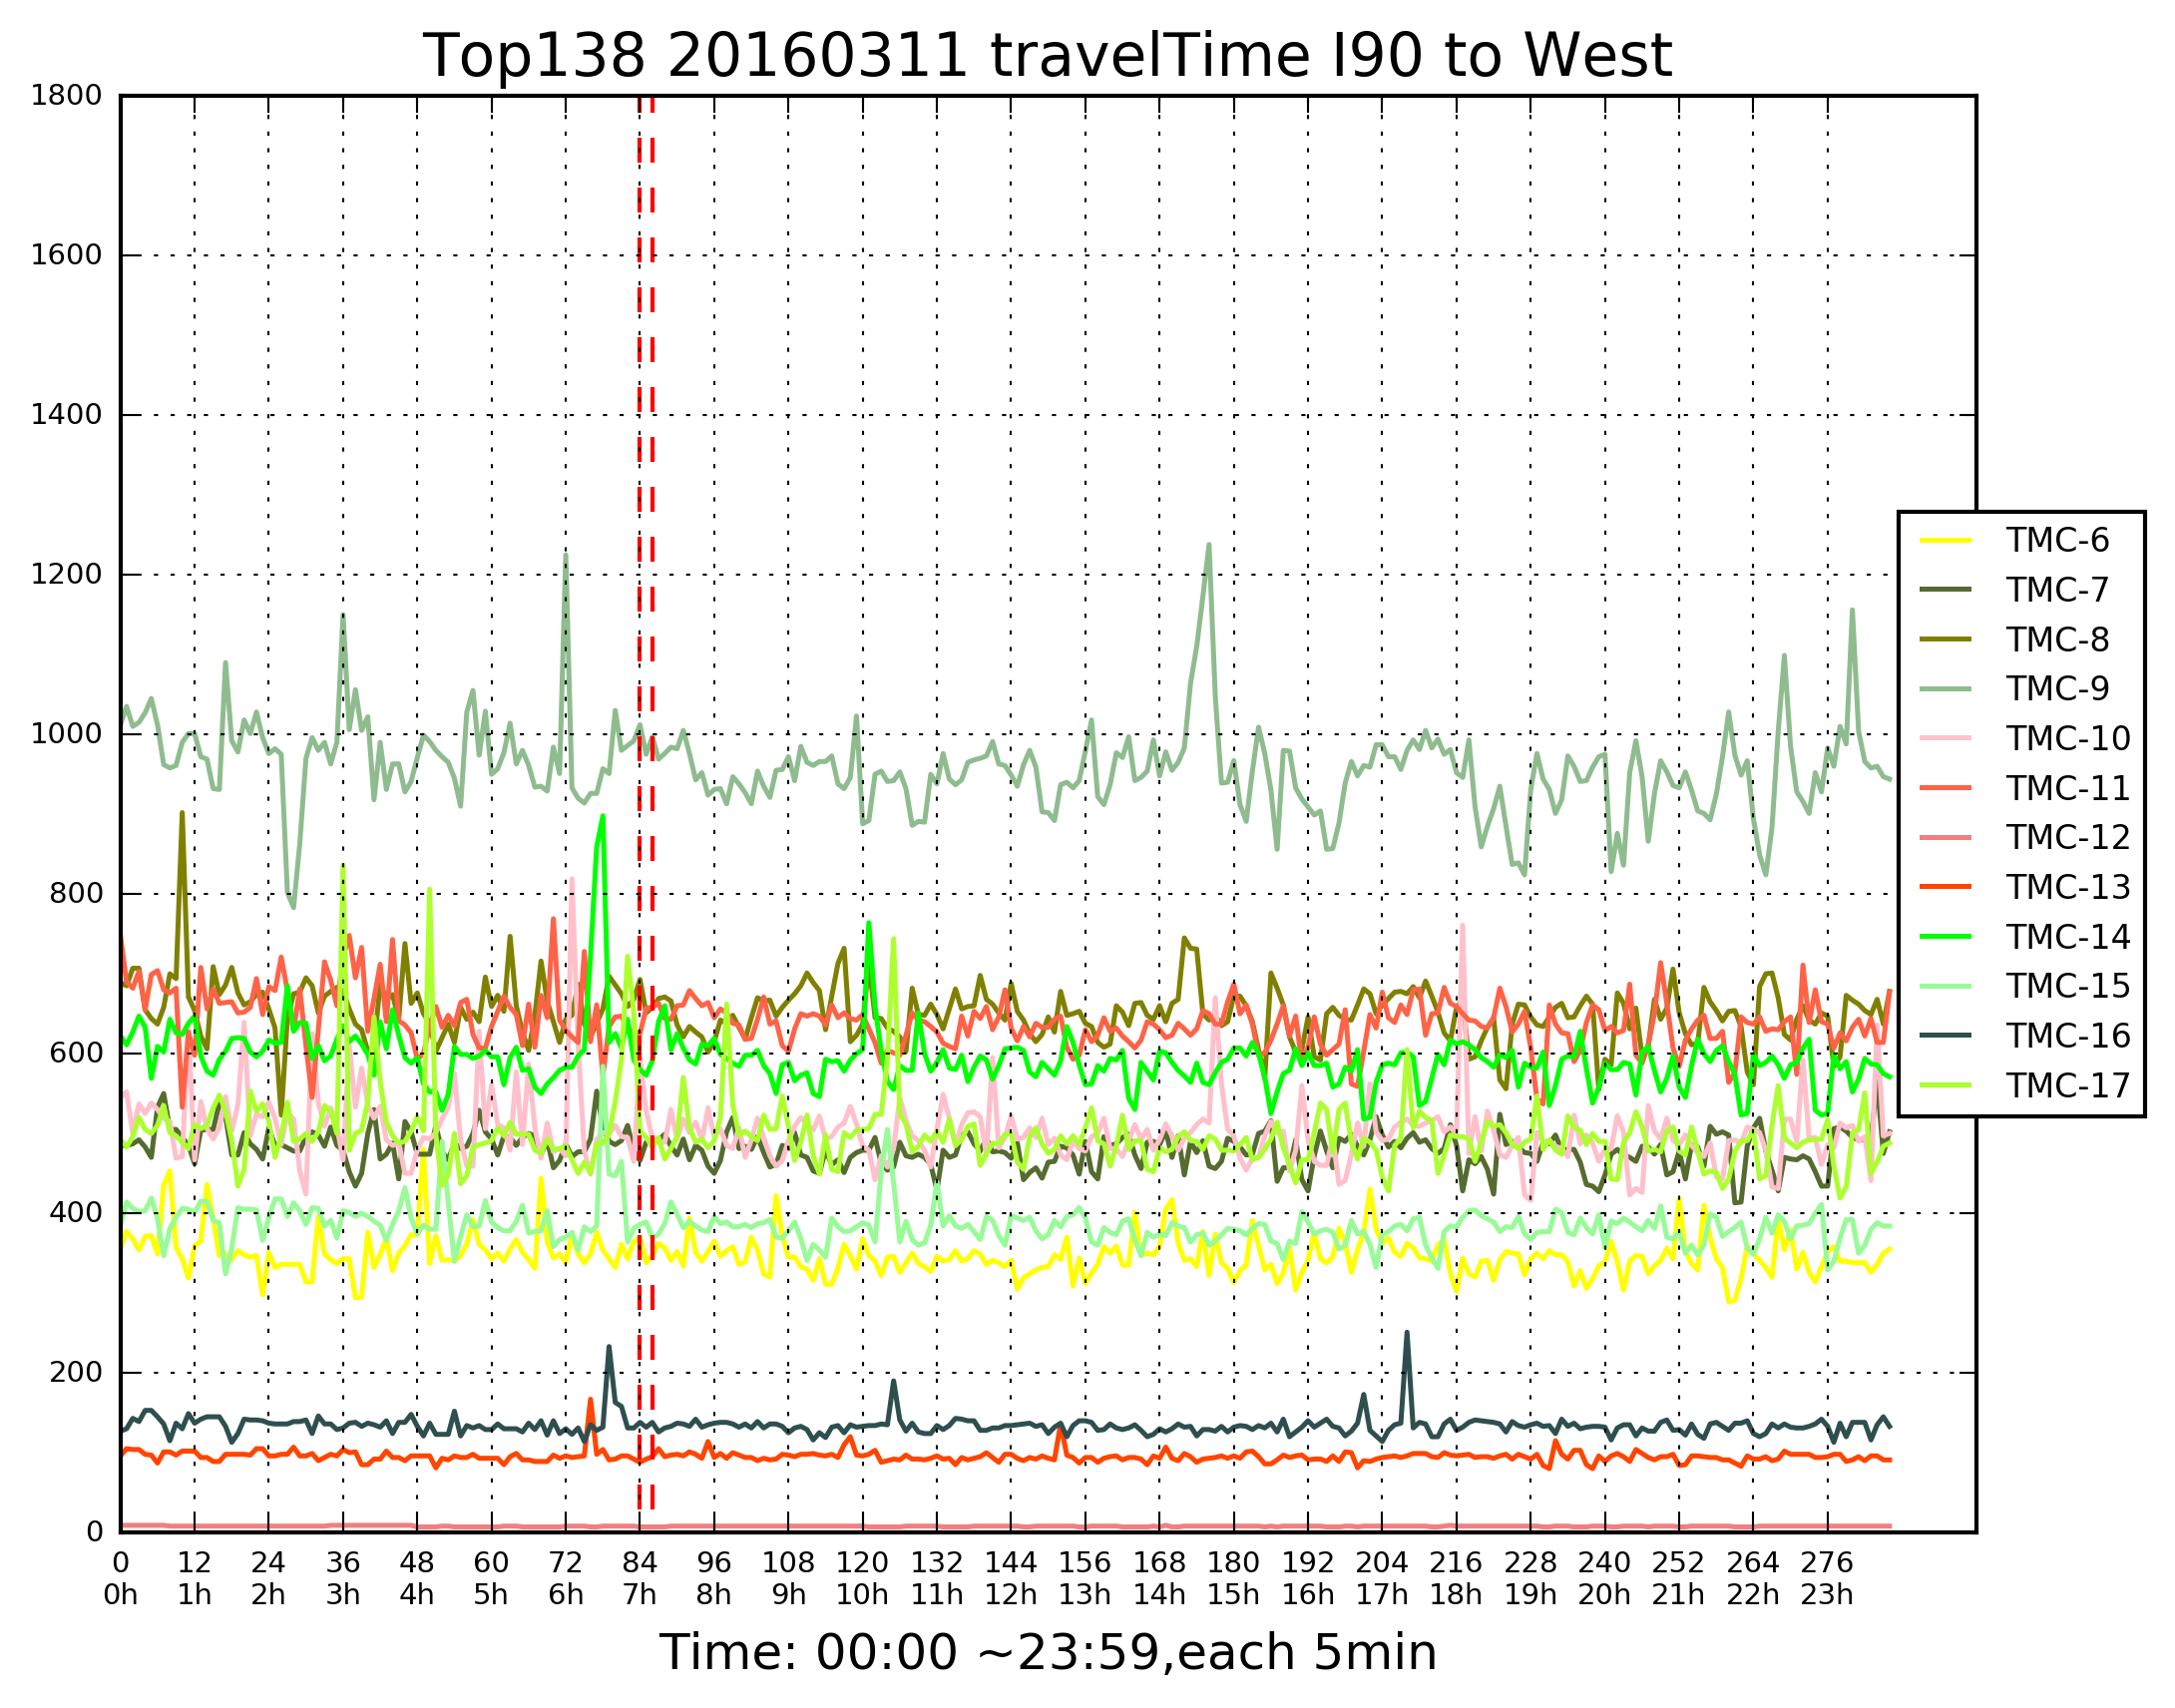 Top138 20160311 travelTime I90 to West
1800
1600
1400
1200
1000
800
600
400
200
0
TMC-6
TMC-7
TMC-8
TMC-9
TMC-10
TMC-11
TMC-12
TMC-13
TMC-14
TMC-15
TMC-16
TMC-17
0 12 24 36 48 60 72 84 96 108 120 132 144 156 168 180 192 204 216 228 240 252 264 276
0h 1h 2h 3h 4h 5h 6h 7h 8h 9h 10h 11h 12h 13h 14h 15h 16h 17h 18h 19h 20h 21h 22h 23h
Time: 00:00 ~23:59,each 5min